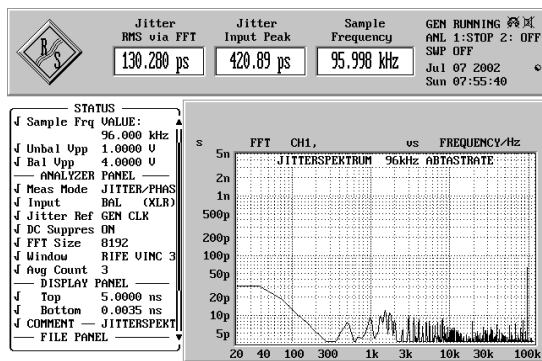 R&S
Jitter
RMS via FFT
130.280 ps
Jitter
Input Peak
420.89 ps
Sample
Frequency
95.998 kHz
GEN RUNNING
ANL 1:STOP 2: OFF
SWP OFF
Jul 07 2002
Sun 07:55:40
STATUS
Sample Frq VALUE:
96.000 kHz
Unbal Vpp 1.0000 V
Bal Vpp 4.0000 V
ANALYZER PANEL
Meas Mode JITTER/PHAS
Input BAL (XLR)
Jitter Ref GEN CLK
DC Suppres ON
FFT Size 8192
Window RIFE VINC 3
Avg Count 3
DISPLAY PANEL
Top 5.0000 ns
Bottom 0.0035 ns
COMMENT — JITTERSPEKT
FILE PANEL
s FFT CH1, vs FREQUENCY/Hz
JITTERSPEKTRUM 96kHz ABTASTRATE
5n
2n
1n
500p
200p
100p
50p
20p
10p
5p
20 40 100 300 1k 3k 10k 30k 100k